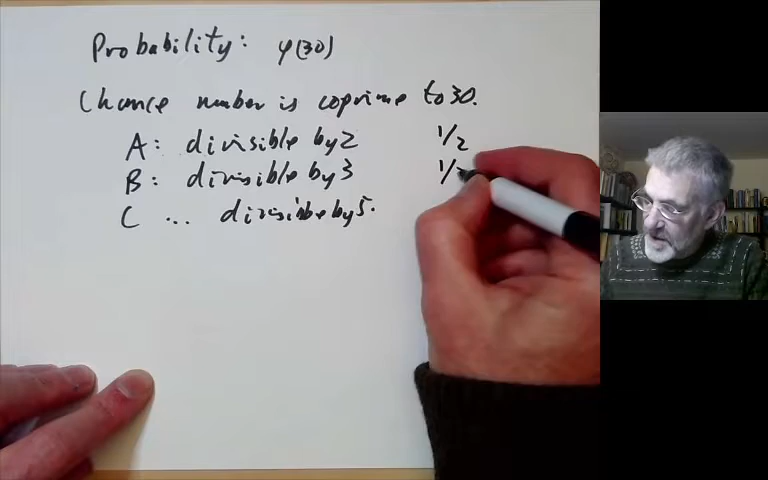 Probability: φ(30)
Chance number is coprime to 30.
A: divisible by 2 1/2
B: divisible by 3 1/
C ... divisible by 5.